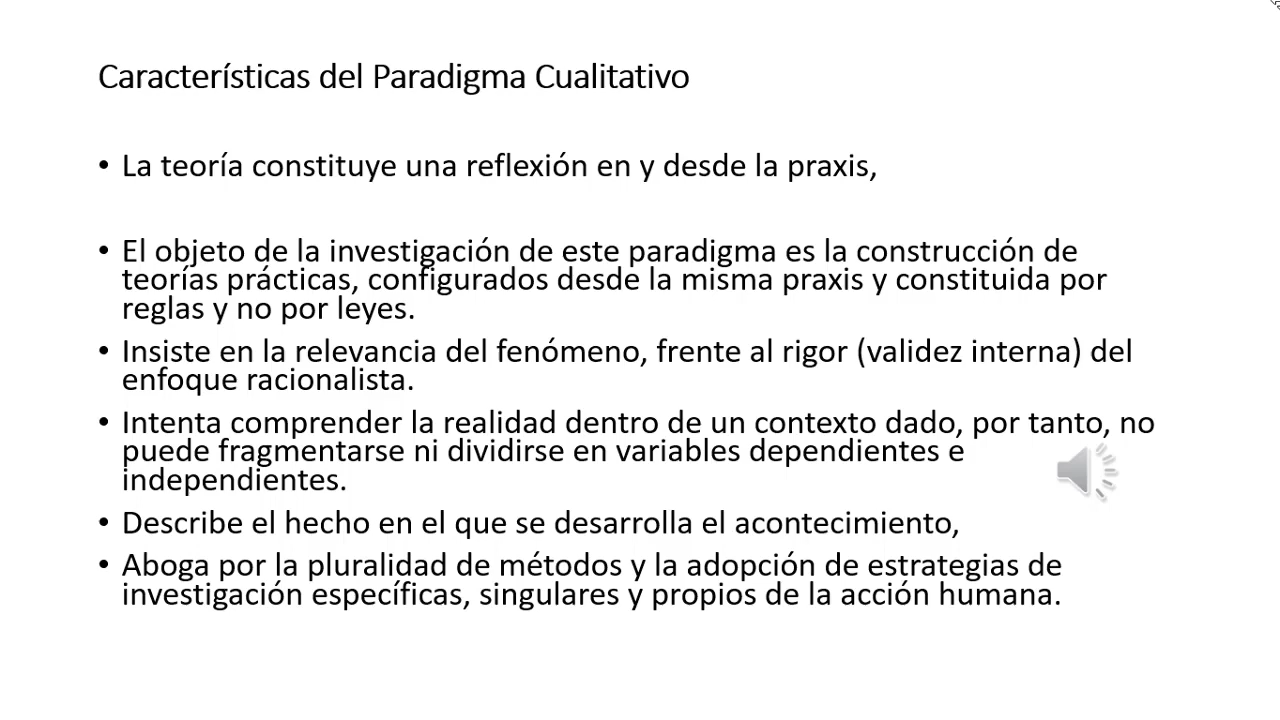 Características del Paradigma Cualitativo
• La teoría constituye una reflexión en y desde la praxis,
• El objeto de la investigación de este paradigma es la construcción de
teorías prácticas, configurados desde la misma praxis y constituida por
reglas y no por leyes.
• Insiste en la relevancia del fenómeno, frente al rigor (validez interna) del
enfoque racionalista.
• Intenta comprender la realidad dentro de un contexto dado, por tanto, no
puede fragmentarse ni dividirse en variables dependientes e
independientes.
• Describe el hecho en el que se desarrolla el acontecimiento,
• Aboga por la pluralidad de métodos y la adopción de estrategias de
investigación específicas, singulares y propios de la acción humana.